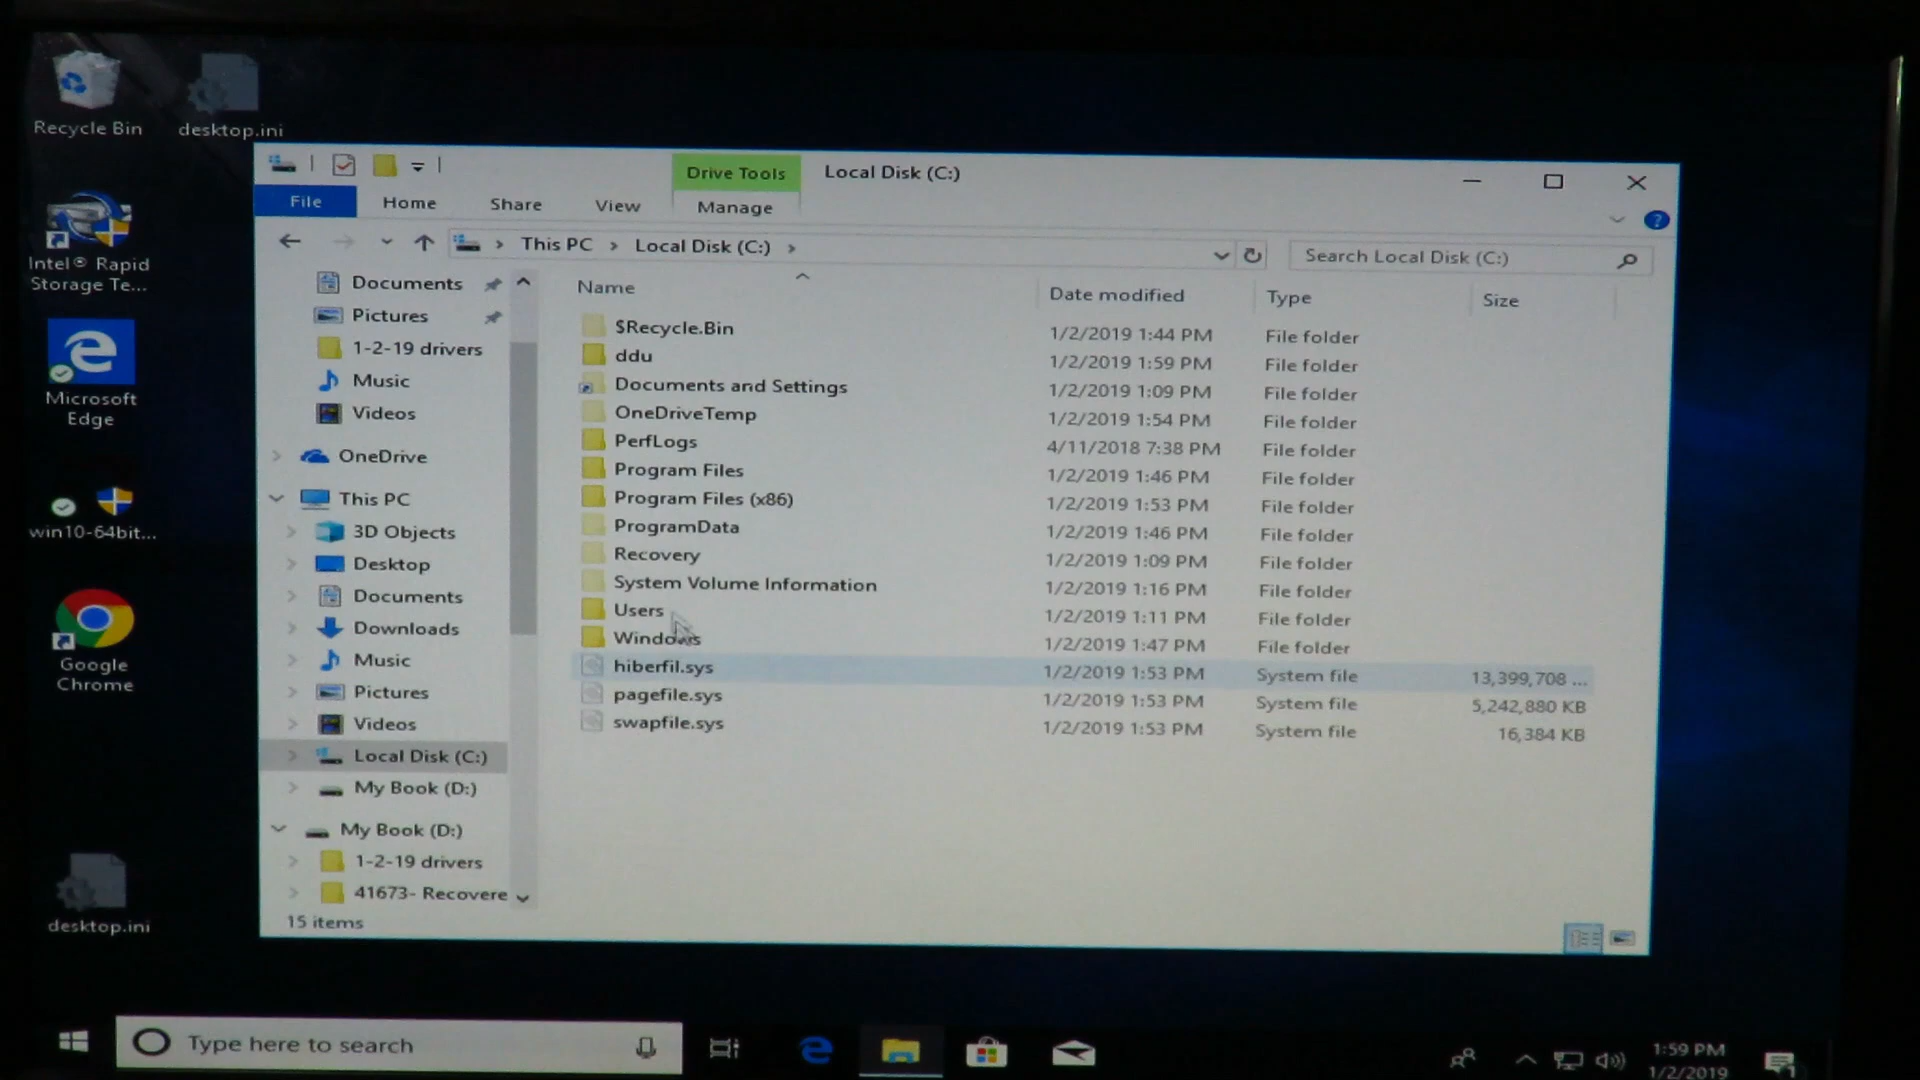 Recycle Bin
desktop.ini
Intel® Rapid
Storage Te...
Microsoft
Edge
win10-64bit...
Google
Chrome
desktop.ini
Drive Tools
Local Disk (C:)
File
Home
Share
View
Manage
This PC
Local Disk (C:)
Search Local Disk (C:)
Documents
Pictures
1-2-19 drivers
Music
Videos
OneDrive
This PC
3D Objects
Desktop
Documents
Downloads
Music
Pictures
Videos
Local Disk (C:)
My Book (D:)
My Book (D:)
1-2-19 drivers
41673- Recovere
15 items
Name Date modified Type Size
$Recycle.Bin 1/2/2019 1:44 PM File folder
ddu 1/2/2019 1:59 PM File folder
Documents and Settings 1/2/2019 1:09 PM File folder
OneDriveTemp 1/2/2019 1:54 PM File folder
PerfLogs 4/11/2018 7:38 PM File folder
Program Files 1/2/2019 1:46 PM File folder
Program Files (x86) 1/2/2019 1:53 PM File folder
ProgramData 1/2/2019 1:46 PM File folder
Recovery 1/2/2019 1:09 PM File folder
System Volume Information 1/2/2019 1:16 PM File folder
Users 1/2/2019 1:11 PM File folder
Windows 1/2/2019 1:47 PM File folder
hiberfil.sys 1/2/2019 1:53 PM System file 13,399,708 ...
pagefile.sys 1/2/2019 1:53 PM System file 5,242,880 KB
swapfile.sys 1/2/2019 1:53 PM System file 16,384 KB
Type here to search
1:59 PM
1/2/2019